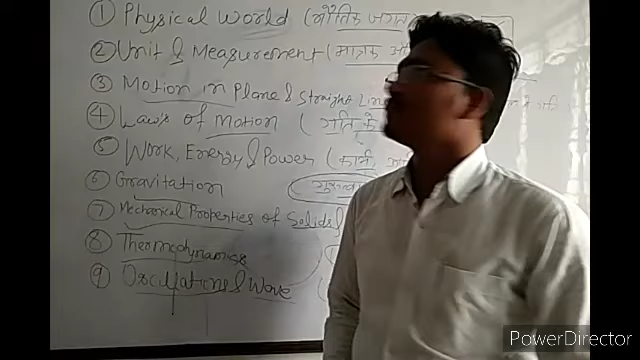 ① Physical World (भौतिक जगत
② Unit & Measurement (मात्रक
③ Motion in Plane & Straight Line
④ Laws of Motion ( गति के
⑤ Work, Energy & Power (कार्य,
⑥ Gravitation
⑦ Mechanical Properties of Solids &
⑧ Thermodynamics
⑨ Oscillations & Wave
PowerDirector